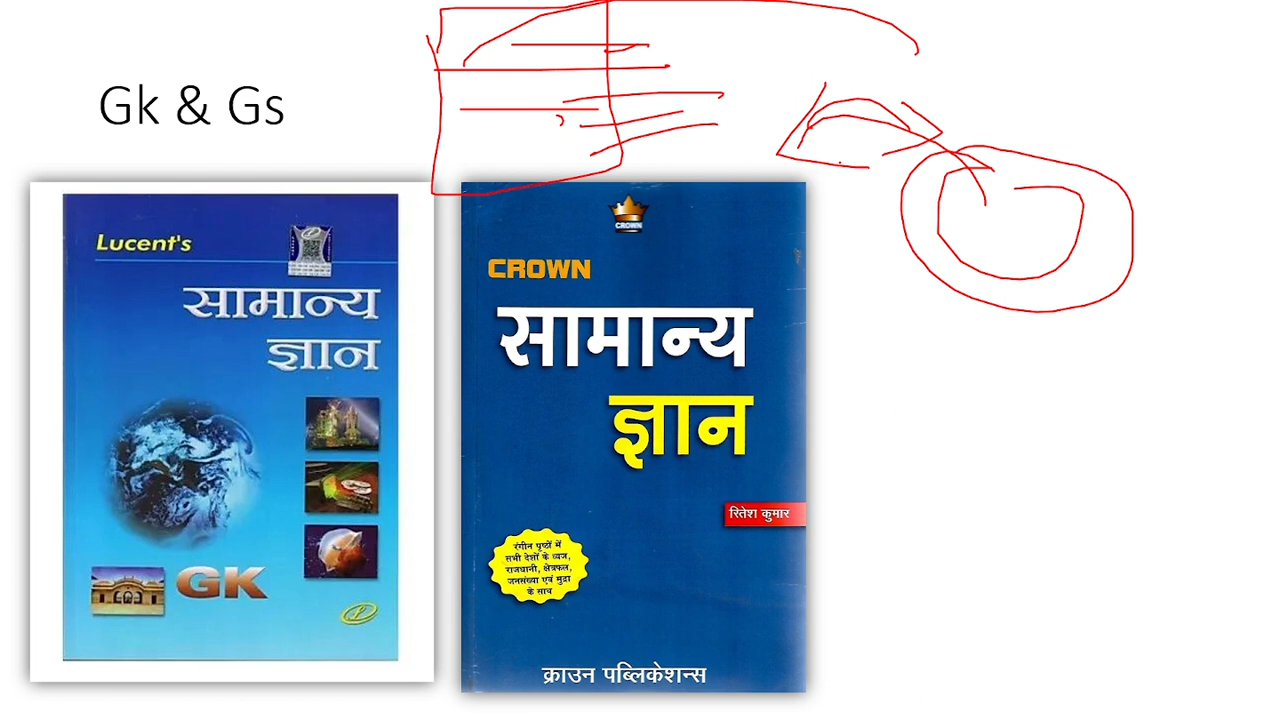 Gk & Gs
Lucent's
सामान्य
ज्ञान
GK
CROWN
CROWN
सामान्य
ज्ञान
रितेश कुमार
रंगीन पृष्ठों में
सभी देशों के ध्वज,
राजधानी, क्षेत्रफल,
जनसंख्या एवं मुद्रा
के साथ
क्राउन पब्लिकेशन्स